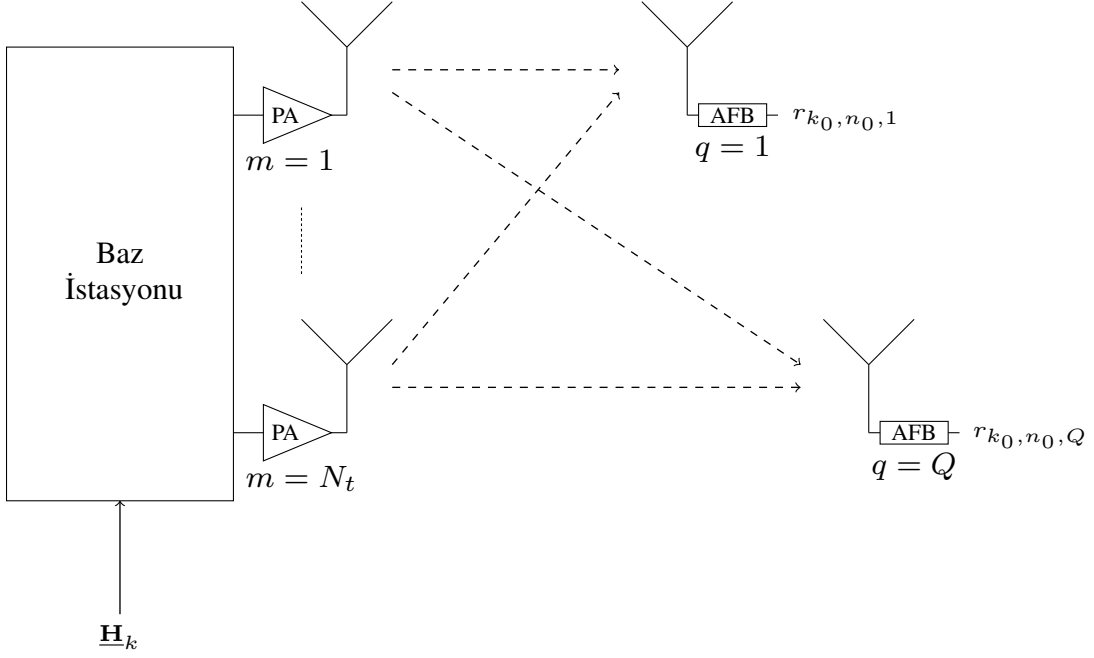 PA
m = 1
AFB
r_{k_0,n_0,1}
q = 1
Baz
İstasyonu
PA
m = N_t
AFB
r_{k_0,n_0,Q}
q = Q
H_k